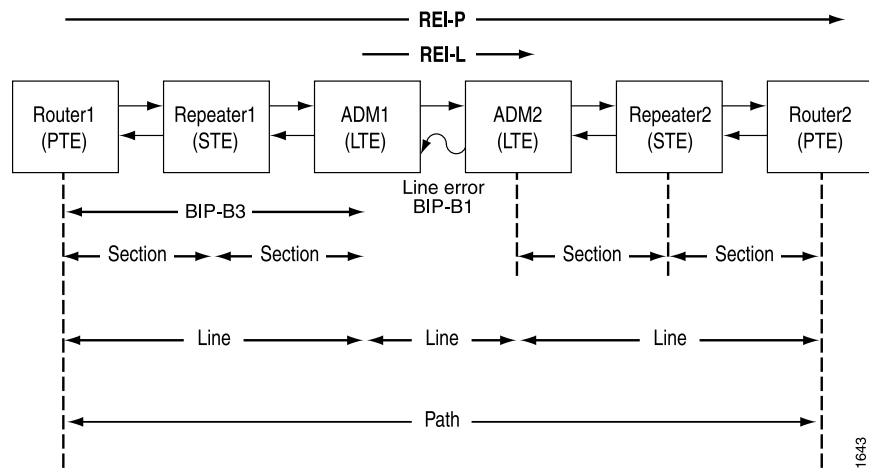 REI-P
REI-L
Router1
(PTE)
Repeater1
(STE)
ADM1
(LTE)
ADM2
(LTE)
Repeater2
(STE)
Router2
(PTE)
Line error
BIP-B1
BIP-B3
Section
Section
Section
Section
Line
Line
Line
Path
1643